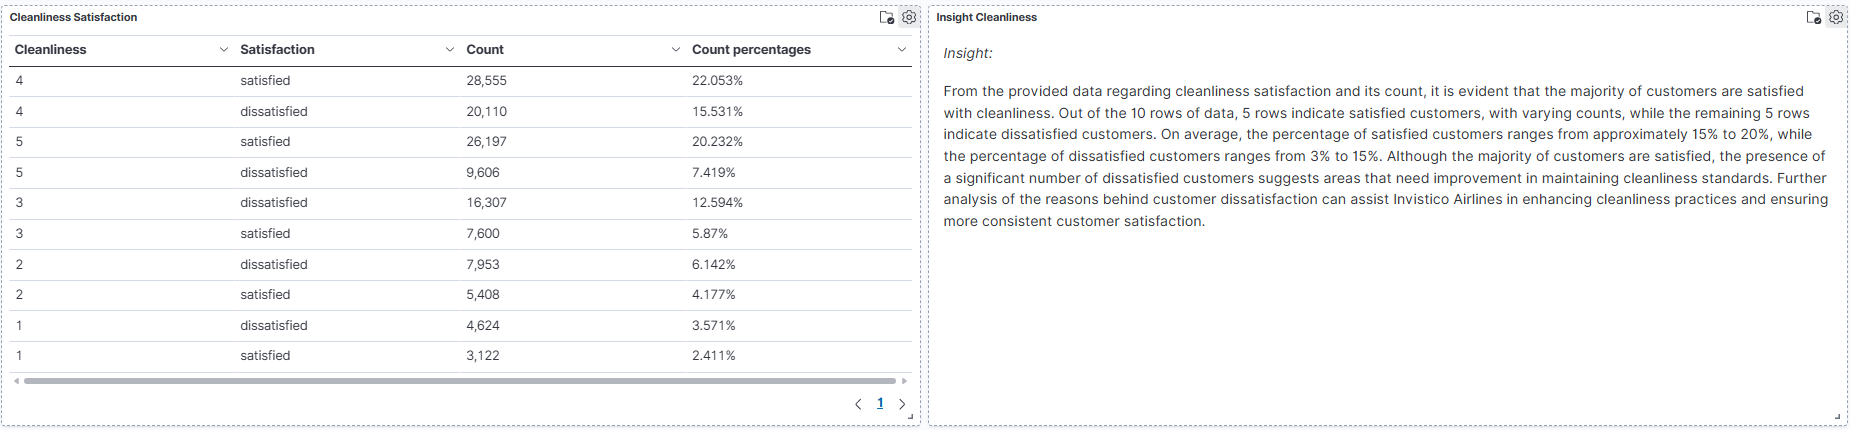 Cleanliness Satisfaction
Cleanliness Satisfaction Count Count percentages
4 satisfied 28,555 22.053%
4 dissatisfied 20,110 15.531%
5 satisfied 26,197 20.232%
5 dissatisfied 9,606 7.419%
3 dissatisfied 16,307 12.594%
3 satisfied 7,600 5.87%
2 dissatisfied 7,953 6.142%
2 satisfied 5,408 4.177%
1 dissatisfied 4,624 3.571%
1 satisfied 3,122 2.411%
1
Insight Cleanliness
Insight:
From the provided data regarding cleanliness satisfaction and its count, it is evident that the majority of customers are satisfied
with cleanliness. Out of the 10 rows of data, 5 rows indicate satisfied customers, with varying counts, while the remaining 5 rows
indicate dissatisfied customers. On average, the percentage of satisfied customers ranges from approximately 15% to 20%, while
the percentage of dissatisfied customers ranges from 3% to 15%. Although the majority of customers are satisfied, the presence of
a significant number of dissatisfied customers suggests areas that need improvement in maintaining cleanliness standards. Further
analysis of the reasons behind customer dissatisfaction can assist Invistico Airlines in enhancing cleanliness practices and ensuring
more consistent customer satisfaction.